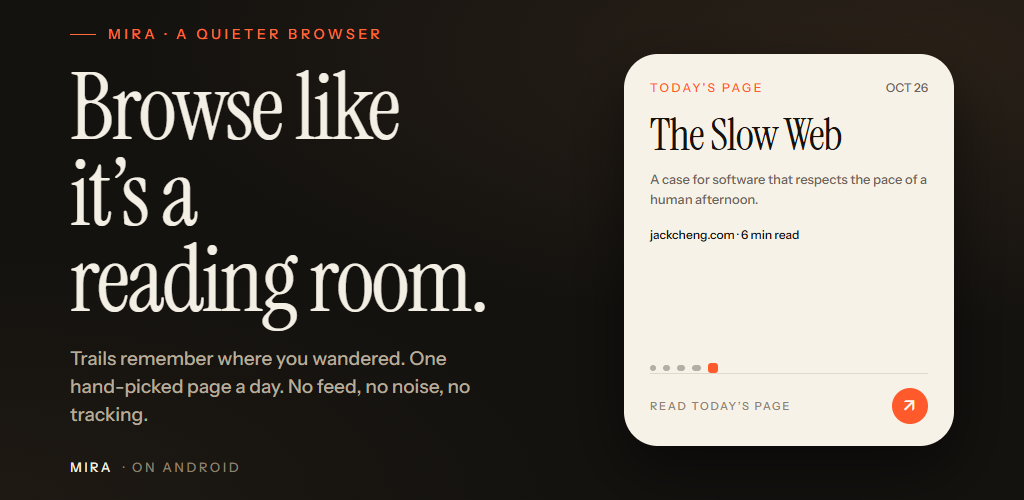 MIRA · A QUIETER BROWSER
Browse like
it’s a
reading room.
Trails remember where you wandered. One
hand-picked page a day. No feed, no noise, no
tracking.
MIRA · ON ANDROID
TODAY’S PAGE
OCT 26
The Slow Web
A case for software that respects the pace of a
human afternoon.
jackcheng.com · 6 min read
READ TODAY’S PAGE